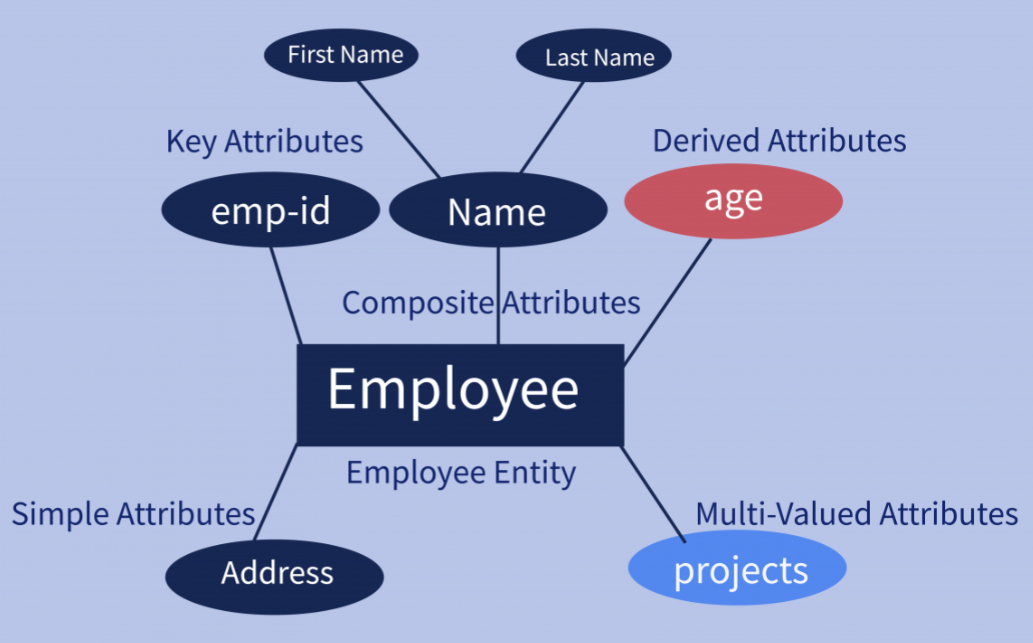 First Name
Last Name
Key Attributes
Derived Attributes
emp-id
Name
age
Composite Attributes
Employee
Employee Entity
Simple Attributes
Multi-Valued Attributes
Address
projects